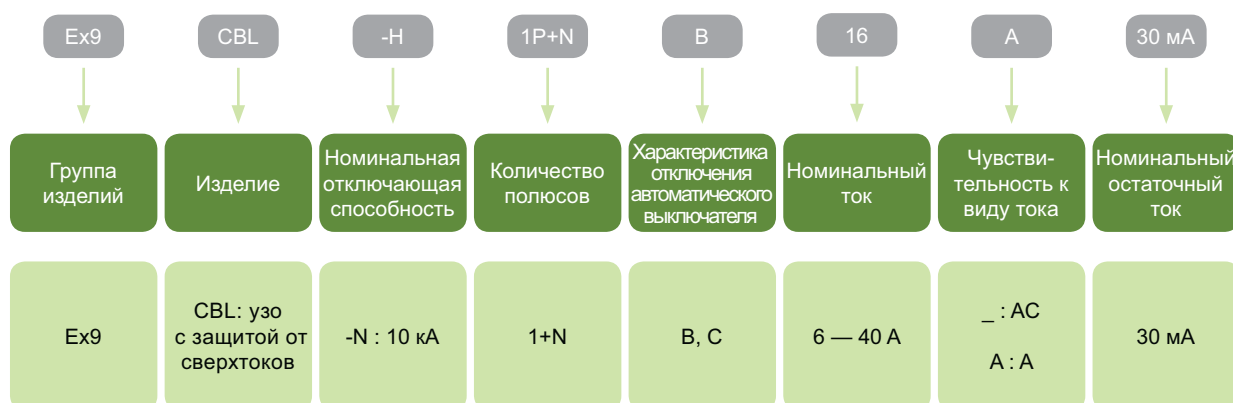 Ex9
CBL
-H
1P+N
B
16
A
30 мА
Группа
изделий
Изделие
Номинальная
отключающая
способность
Количество
полюсов
Характеристика
отключения
автоматического
выключателя
Номинальный
ток
Чувстви-
тельность к
виду тока
Номинальный
остаточный
ток
Ex9
CBL: узо
с защитой от
сверхтоков
-N : 10 кА
1+N
B, C
6 — 40 A
_ : AC
A : A
30 мА